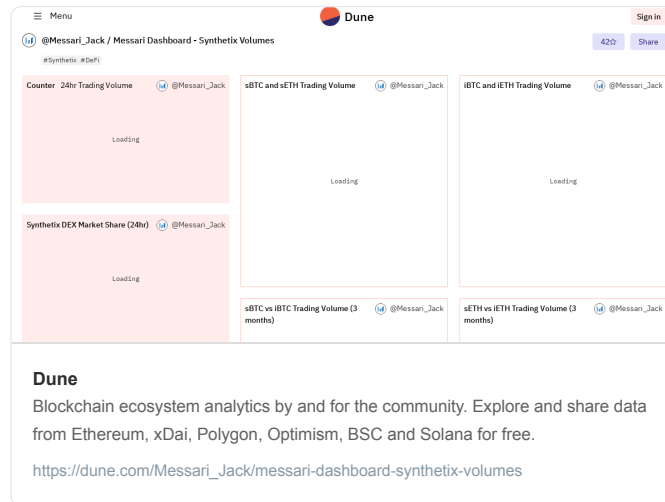 Menu
Dune
Sign in
@Messari_Jack / Messari Dashboard - Synthetix Volumes
42
Share
#Synthetix #DeFi
Counter 24hr Trading Volume
@Messari_Jack
Loading
sBTC and sETH Trading Volume
@Messari_Jack
Loading
iBTC and iETH Trading Volume
@Messari_Jack
Loading
Synthetix DEX Market Share (24hr)
@Messari_Jack
Loading
sBTC vs iBTC Trading Volume (3
months)
@Messari_Jack
sETH vs iETH Trading Volume (3
months)
@Messari_Jack
Dune
Blockchain ecosystem analytics by and for the community. Explore and share data
from Ethereum, xDai, Polygon, Optimism, BSC and Solana for free.
https://dune.com/Messari_Jack/messari-dashboard-synthetix-volumes